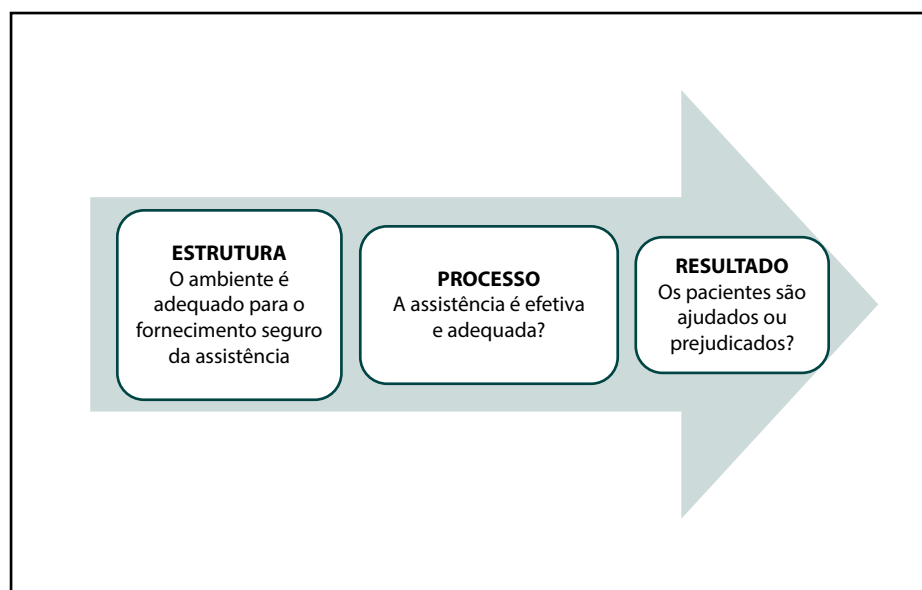 ESTRUTURA
O ambiente é
adequado para o
fornecimento seguro
da assistência
PROCESSO
A assistência é efetiva
e adequada?
RESULTADO
Os pacientes são
ajudados ou
prejudicados?